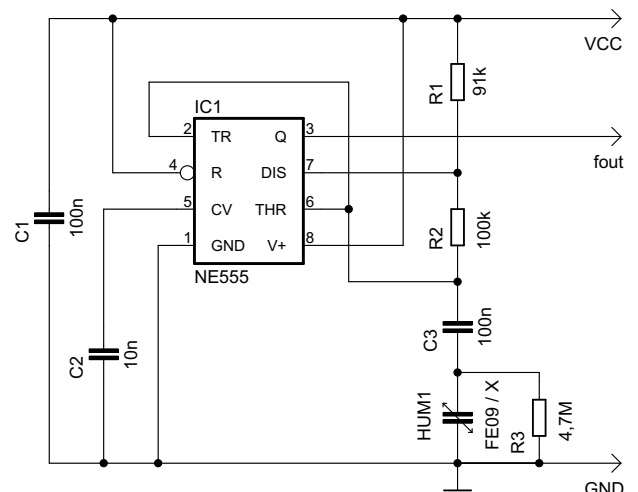 VCC
R1
91k
IC1
2
TR
Q
3
fout
4
R
DIS
7
5
CV
THR
6
1
GND
V+
8
NE555
C1
100n
R2
100k
C2
10n
C3
100n
HUM1
FE09 / X
R3
4,7M
GND